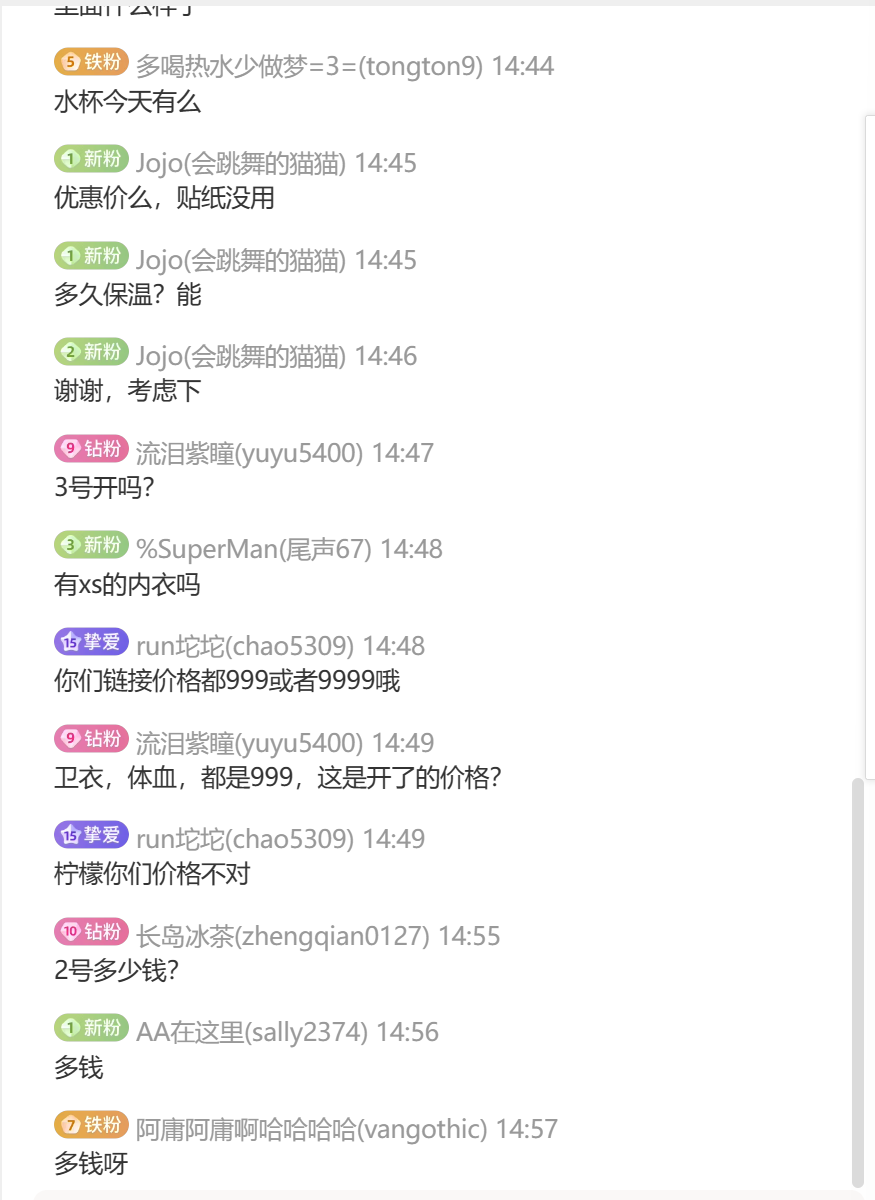 5 铁粉 多喝热水少做梦=3=(tongton9) 14:44
水杯今天有么
1 新粉 Jojo(会跳舞的猫猫) 14:45
优惠价么，贴纸没用
1 新粉 Jojo(会跳舞的猫猫) 14:45
多久保温？能
2 新粉 Jojo(会跳舞的猫猫) 14:46
谢谢，考虑下
9 钻粉 流泪紫瞳(yuyu5400) 14:47
3号开吗？
3 新粉 %SuperMan(尾声67) 14:48
有xs的内衣吗
15 挚爱 run坨坨(chao5309) 14:48
你们链接价格都999或者9999哦
9 钻粉 流泪紫瞳(yuyu5400) 14:49
卫衣，体血，都是999，这是开了的价格？
15 挚爱 run坨坨(chao5309) 14:49
柠檬你们价格不对
10 钻粉 长岛冰茶(zhengqian0127) 14:55
2号多少钱？
1 新粉 AA在这里(sally2374) 14:56
多钱
7 铁粉 阿庸阿庸啊哈哈哈哈(vangothic) 14:57
多钱呀